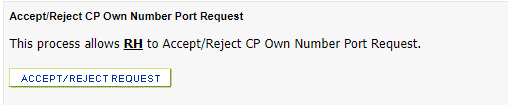 Accept/Reject CP Own Number Port Request
This process allows RH to Accept/Reject CP Own Number Port Request.
ACCEPT/REJECT REQUEST